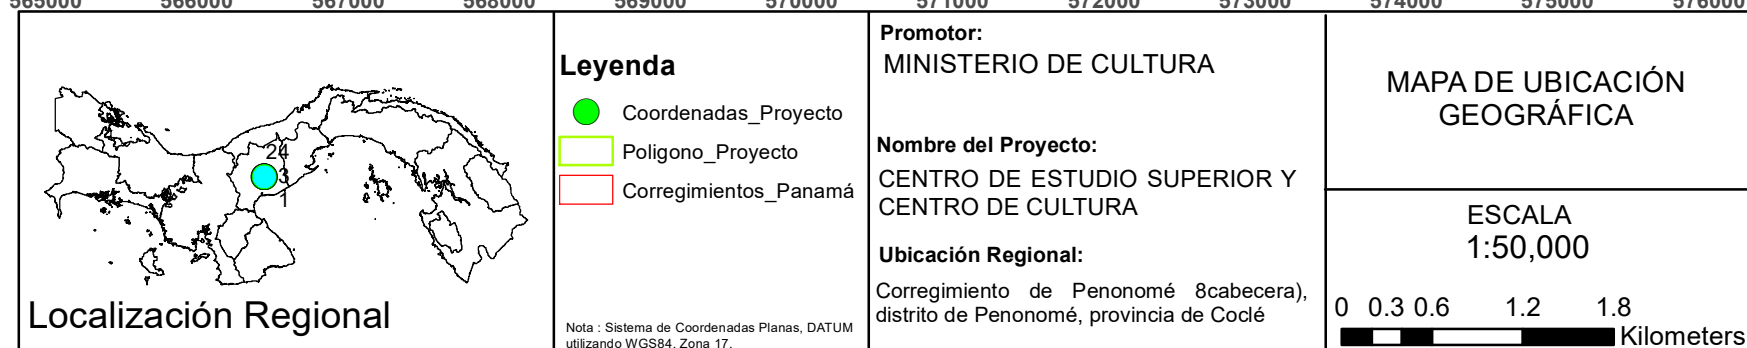 565000 566000 567000 568000 569000 570000 571000 572000 573000 574000 575000 576000
24
3
1
Localización Regional
Leyenda
Coordenadas_Proyecto
Poligono_Proyecto
Corregimientos_Panamá
Nota : Sistema de Coordenadas Planas, DATUM
utilizando WGS84, Zona 17.
Promotor:
MINISTERIO DE CULTURA
Nombre del Proyecto:
CENTRO DE ESTUDIO SUPERIOR Y
CENTRO DE CULTURA
Ubicación Regional:
Corregimiento de Penonomé 8cabecera),
distrito de Penonomé, provincia de Coclé
MAPA DE UBICACIÓN
GEOGRÁFICA
ESCALA
1:50,000
0 0.3 0.6 1.2 1.8
Kilometers